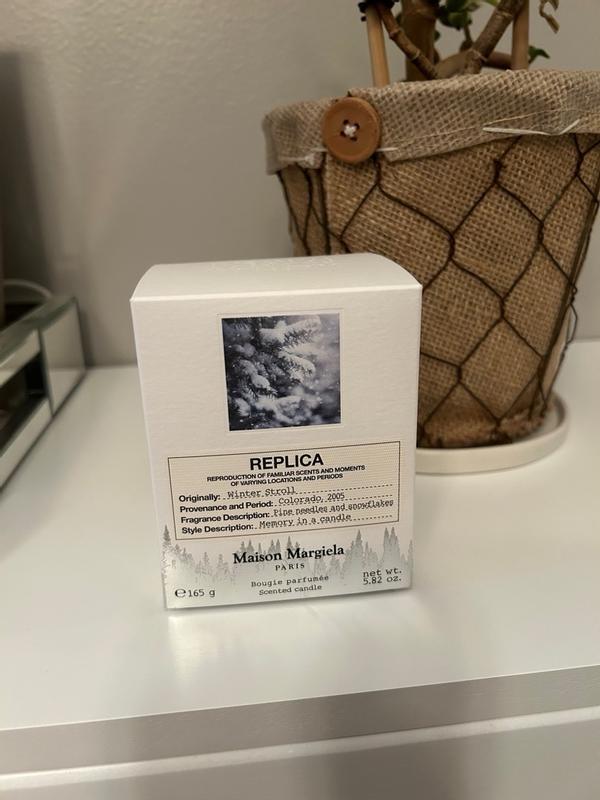 REPLICA
REPRODUCTION OF FAMILIAR SCENTS AND MOMENTS
OF VARYING LOCATIONS AND PERIODS
Originally: Winter Stroll
Provenance and Period: Colorado, 2005
Fragrance Description: Pine needles and snowflakes
Style Description: Memory in a candle
Maison Margiela
PARIS
Bougie parfumée
Scented candle
℮165 g
net wt.
5.82 oz.